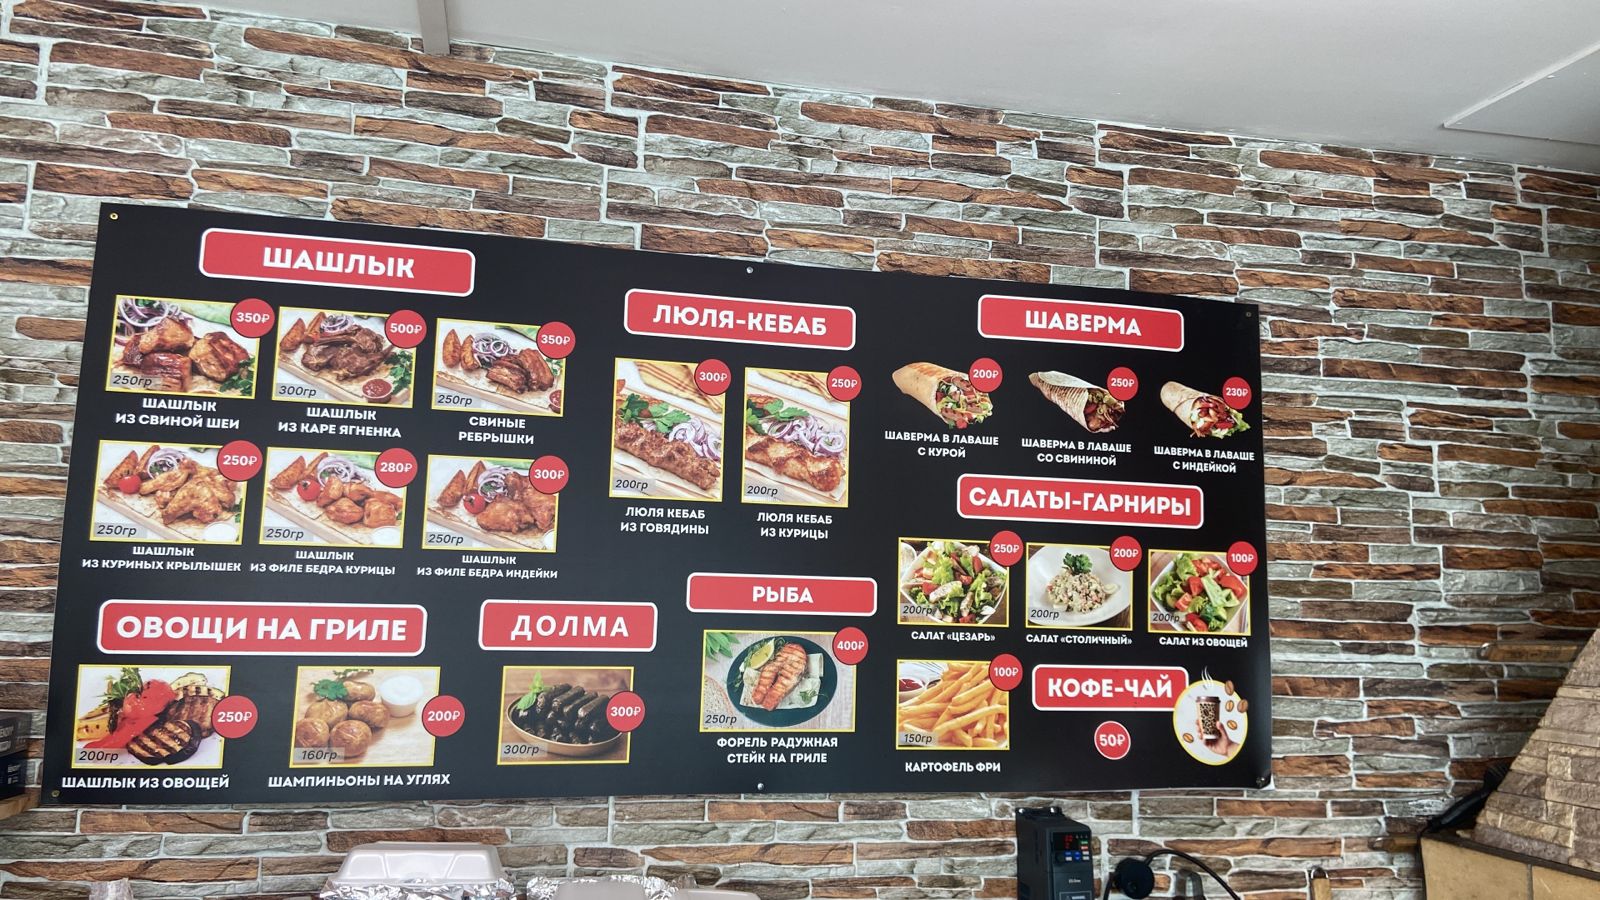 ШАШЛЫК
350₽
250гр
ШАШЛЫК
ИЗ СВИНОЙ ШЕИ
500₽
300гр
ШАШЛЫК
ИЗ КАРЕ ЯГНЕНКА
350₽
250гр
СВИНЫЕ
РЕБРЫШКИ
250₽
250гр
ШАШЛЫК
ИЗ КУРИНЫХ КРЫЛЫШЕК
280₽
250гр
ШАШЛЫК
ИЗ ФИЛЕ БЕДРА КУРИЦЫ
300₽
250гр
ШАШЛЫК
ИЗ ФИЛЕ БЕДРА ИНДЕЙКИ
ЛЮЛЯ-КЕБАБ
300₽
200гр
ЛЮЛЯ КЕБАБ
ИЗ ГОВЯДИНЫ
250₽
200гр
ЛЮЛЯ КЕБАБ
ИЗ КУРИЦЫ
ШАВЕРМА
200₽
ШАВЕРМА В ЛАВАШЕ
С КУРОЙ
250₽
ШАВЕРМА В ЛАВАШЕ
СО СВИНИНОЙ
230₽
ШАВЕРМА В ЛАВАШЕ
С ИНДЕЙКОЙ
САЛАТЫ-ГАРНИРЫ
250₽
200гр
САЛАТ «ЦЕЗАРЬ»
200₽
200гр
САЛАТ «СТОЛИЧНЫЙ»
100₽
200гр
САЛАТ ИЗ ОВОЩЕЙ
100₽
150гр
КАРТОФЕЛЬ ФРИ
ОВОЩИ НА ГРИЛЕ
250₽
200гр
ШАШЛЫК ИЗ ОВОЩЕЙ
200₽
160гр
ШАМПИНЬОНЫ НА УГЛЯХ
ДОЛМА
300₽
300гр
РЫБА
400₽
250гр
ФОРЕЛЬ РАДУЖНАЯ
СТЕЙК НА ГРИЛЕ
КОФЕ-ЧАЙ
50₽